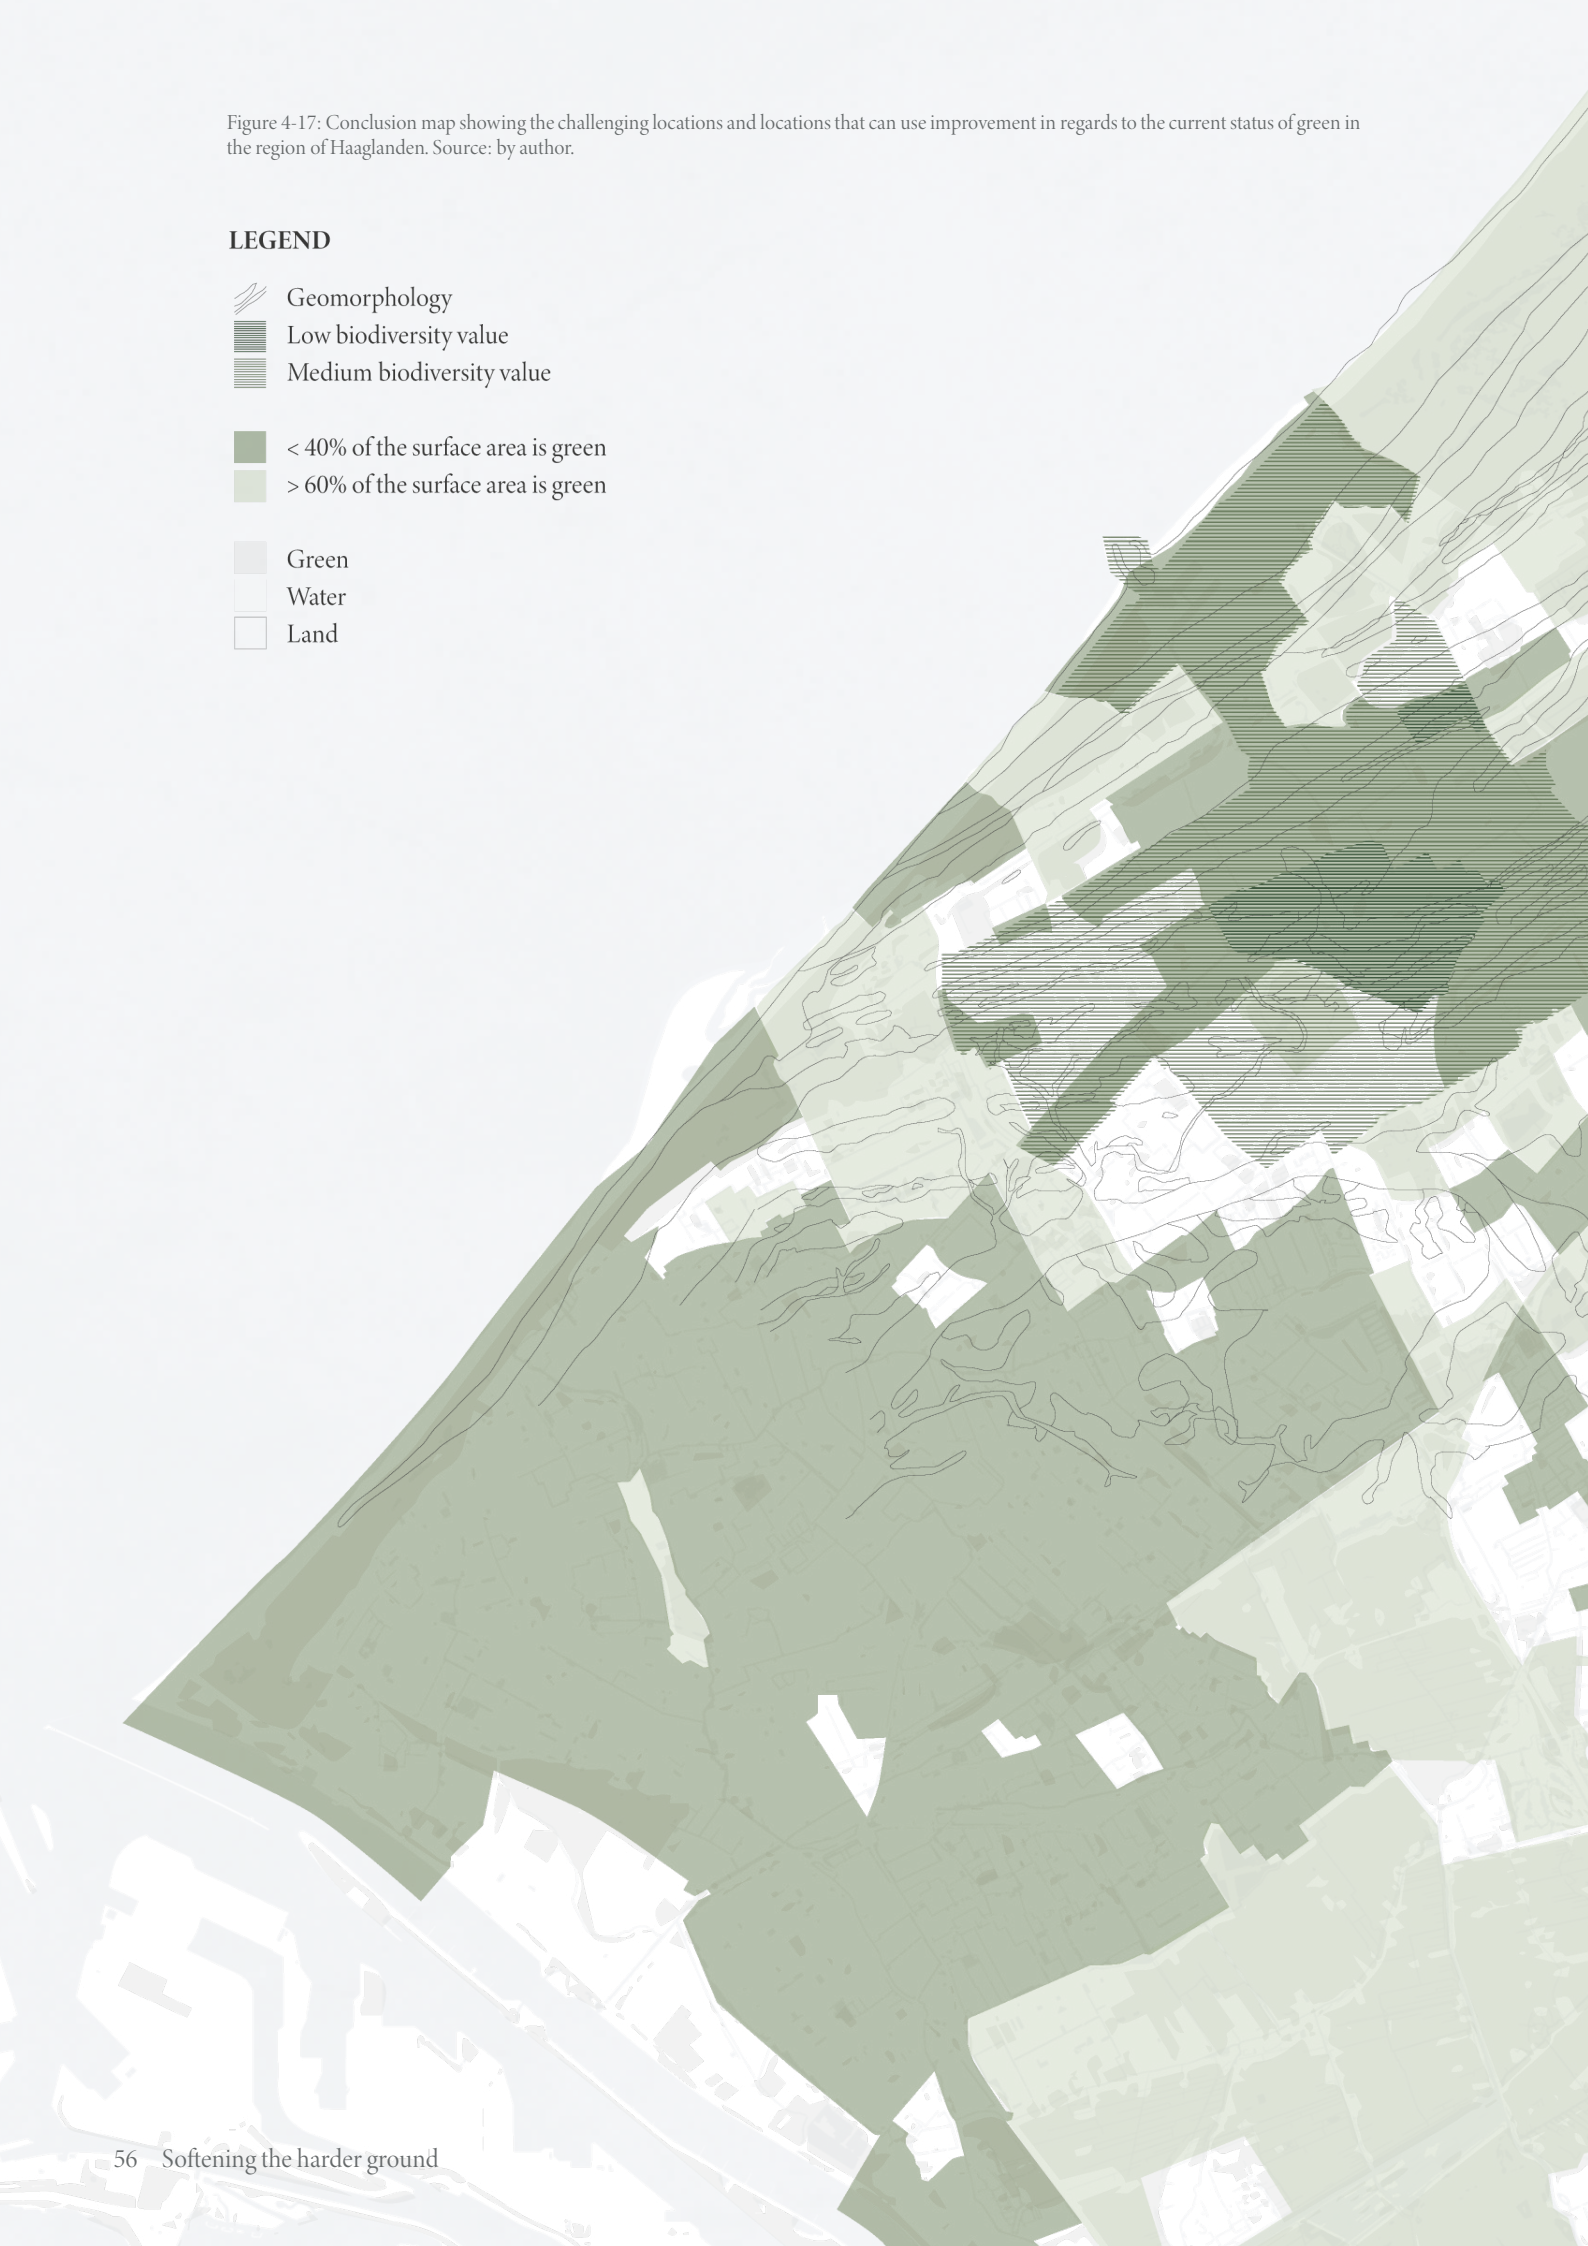 Figure 4-17: Conclusion map showing the challenging locations and locations that can use improvement in regards to the current status of green in
the region of Haaglanden. Source: by author.
LEGEND
Geomorphology
Low biodiversity value
Medium biodiversity value
< 40% of the surface area is green
> 60% of the surface area is green
Green
Water
Land
56 Softening the harder ground